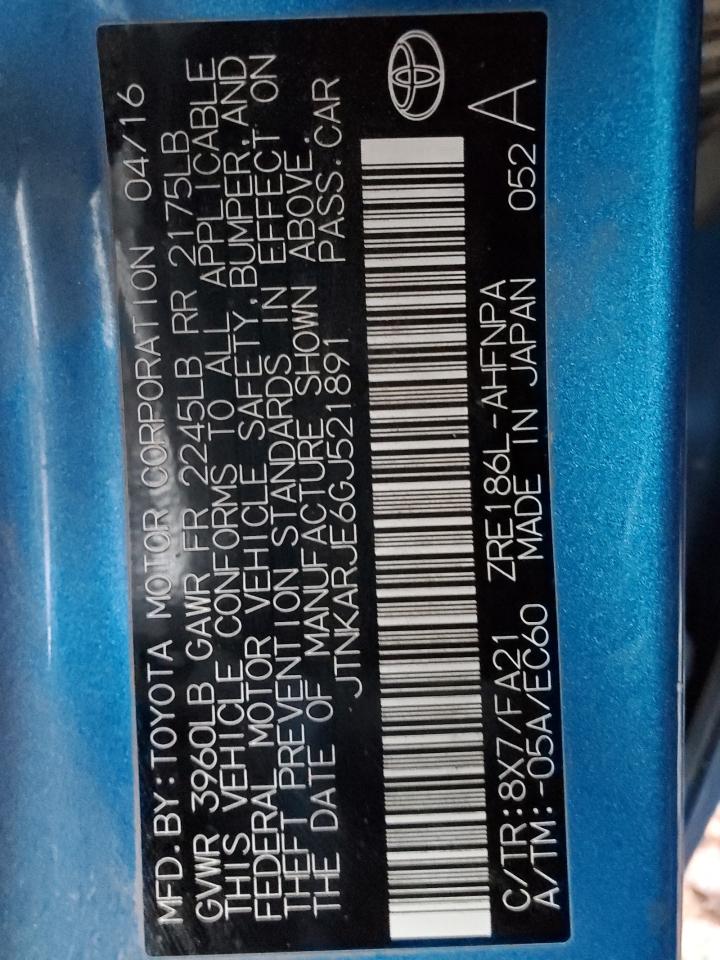 MFD. BY: TOYOTA MOTOR CORPORATION 04/16
GVWR 3960LB GAWR FR 2245LB RR 2175LB
THIS VEHICLE CONFORMS TO ALL APPLICABLE
FEDERAL MOTOR VEHICLE SAFETY, BUMPER, AND
THEFT PREVENTION STANDARDS IN EFFECT ON
THE DATE OF MANUFACTURE SHOWN ABOVE.
JTNKARJE6GJ521891 PASS. CAR
C/TR: 8X7/FA21 ZRE186L-AHFNPA 052
A/TM: -05A/EC60 MADE IN JAPAN A